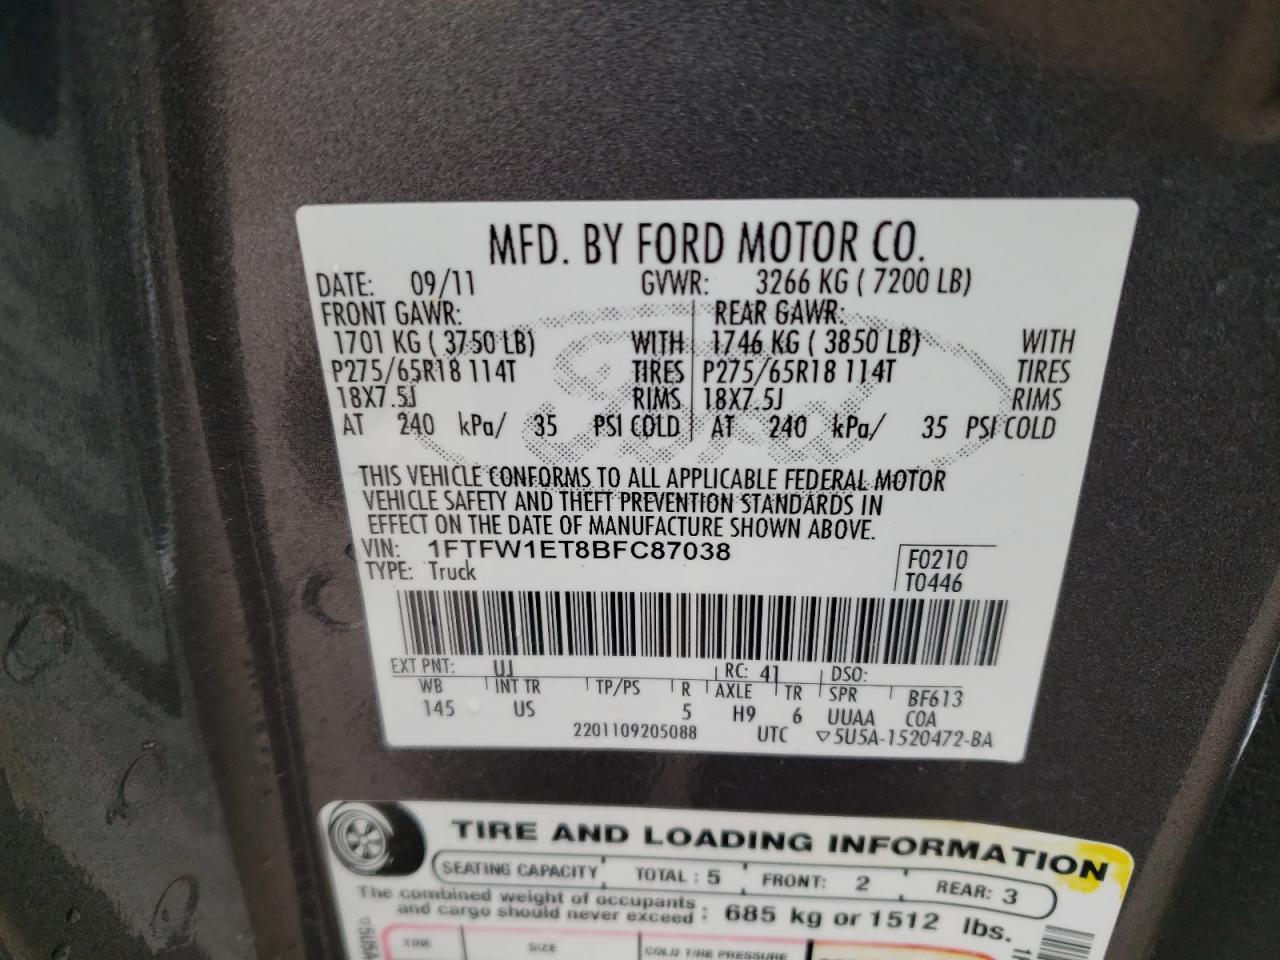 MFD. BY FORD MOTOR CO.
DATE: 09/11 GVWR: 3266 KG ( 7200 LB)
FRONT GAWR: REAR GAWR:
1701 KG ( 3750 LB) WITH 1746 KG ( 3850 LB) WITH
P275/65R18 114T TIRES P275/65R18 114T TIRES
18X7.5J RIMS 18X7.5J RIMS
AT 240 kPa/ 35 PSI COLD AT 240 kPa/ 35 PSI COLD
THIS VEHICLE CONFORMS TO ALL APPLICABLE FEDERAL MOTOR
VEHICLE SAFETY AND THEFT PREVENTION STANDARDS IN
EFFECT ON THE DATE OF MANUFACTURE SHOWN ABOVE.
VIN: 1FTFW1ET8BFC87038 F0210
TYPE: Truck T0446
EXT PNT: UJ RC: 41 DSO:
WB INT TR TP/PS R AXLE TR SPR BF613
145 US 5 H9 6 UUAA COA
2201109205088 UTC ▽5U5A-1520472-BA
TIRE AND LOADING INFORMATION
SEATING CAPACITY TOTAL : 5 FRONT: 2 REAR: 3
The combined weight of occupants
and cargo should never exceed : 685 kg or 1512 lbs.
TIRE SIZE COLD TIRE PRESSURE